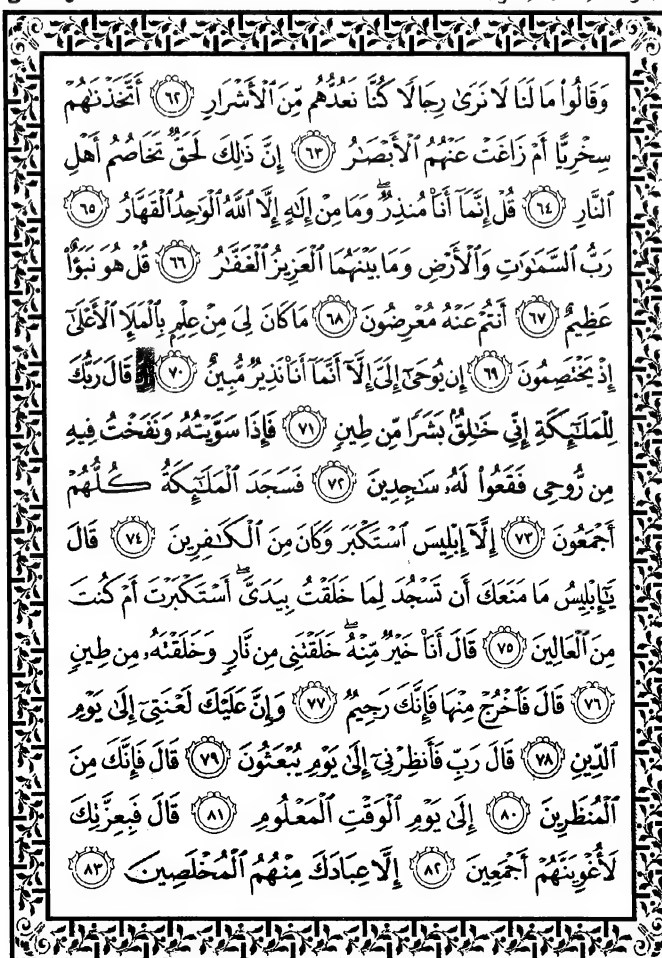 وَقَالُوا۟ مَا لَنَا لَا نَرَىٰ رِجَالًا كُنَّا نَعُدُّهُم مِّنَ ٱلْأَشْرَارِ ٦٢ أَتَّخَذْنَٰهُمْ
سِخْرِيًّا أَمْ زَاغَتْ عَنْهُمُ ٱلْأَبْصَٰرُ ٦٣ إِنَّ ذَٰلِكَ لَحَقٌّ تَخَاصُمُ أَهْلِ
ٱلنَّارِ ٦٤ قُلْ إِنَّمَآ أَنَا۠ مُنذِرٌ ۖ وَمَا مِنْ إِلَٰهٍ إِلَّا ٱللَّهُ ٱلْوَٰحِدُ ٱلْقَهَّارُ ٦٥
رَبُّ ٱلسَّمَٰوَٰتِ وَٱلْأَرْضِ وَمَا بَيْنَهُمَا ٱلْعَزِيزُ ٱلْغَفَّٰرُ ٦٦ قُلْ هُوَ نَبَؤٌا۟
عَظِيمٌ ٦٧ أَنتُمْ عَنْهُ مُعْرِضُونَ ٦٨ مَا كَانَ لِىَ مِنْ عِلْمٍۭ بِٱلْمَلَإِ ٱلْأَعْلَىٰٓ
إِذْ يَخْتَصِمُونَ ٦٩ إِن يُوحَىٰٓ إِلَىَّ إِلَّآ أَنَّمَآ أَنَا۠ نَذِيرٌ مُّبِينٌ ٧٠ قَالَ رَبُّكَ
لِلْمَلَٰٓئِكَةِ إِنِّى خَٰلِقٌۢ بَشَرًا مِّن طِينٍ ٧١ فَإِذَا سَوَّيْتُهُۥ وَنَفَخْتُ فِيهِ
مِن رُّوحِى فَقَعُوا۟ لَهُۥ سَٰجِدِينَ ٧٢ فَسَجَدَ ٱلْمَلَٰٓئِكَةُ كُلُّهُمْ
أَجْمَعُونَ ٧٣ إِلَّآ إِبْلِيسَ ٱسْتَكْبَرَ وَكَانَ مِنَ ٱلْكَٰفِرِينَ ٧٤ قَالَ
يَٰٓإِبْلِيسُ مَا مَنَعَكَ أَن تَسْجُدَ لِمَا خَلَقْتُ بِيَدَىَّ ۖ أَسْتَكْبَرْتَ أَمْ كُنتَ
مِنَ ٱلْعَالِينَ ٧٥ قَالَ أَنَا۠ خَيْرٌ مِّنْهُ ۖ خَلَقْتَنِى مِن نَّارٍ وَخَلَقْتَهُۥ مِن طِينٍ
٧٦ قَالَ فَٱخْرُجْ مِنْهَا فَإِنَّكَ رَجِيمٌ ٧٧ وَإِنَّ عَلَيْكَ لَعْنَتِىٓ إِلَىٰ يَوْمِ
ٱلدِّينِ ٧٨ قَالَ رَبِّ فَأَنظِرْنِىٓ إِلَىٰ يَوْمِ يُبْعَثُونَ ٧٩ قَالَ فَإِنَّكَ مِنَ
ٱلْمُنظَرِينَ ٨٠ إِلَىٰ يَوْمِ ٱلْوَقْتِ ٱلْمَعْلُومِ ٨١ قَالَ فَبِعِزَّتِكَ
لَأُغْوِيَنَّهُمْ أَجْمَعِينَ ٨٢ إِلَّا عِبَادَكَ مِنْهُمُ ٱلْمُخْلَصِينَ ٨٣